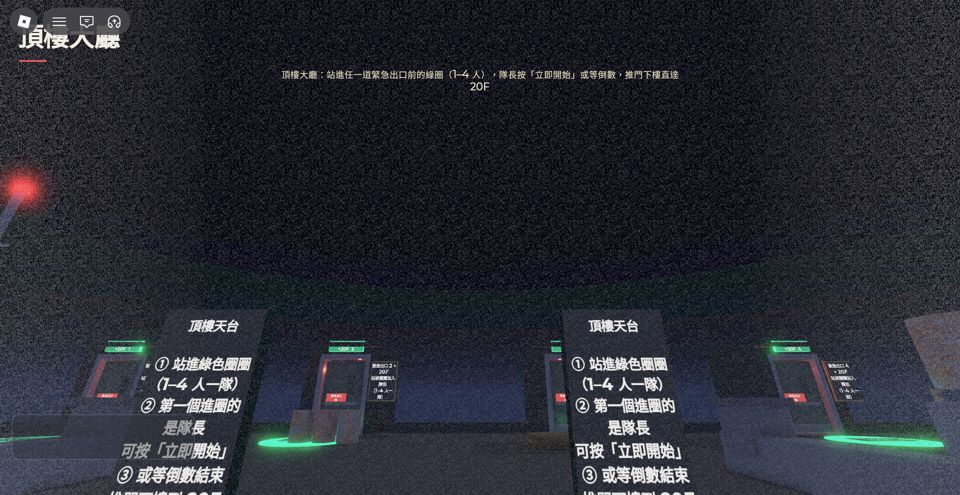 頂樓大廳
頂樓大廳：站進任一道緊急出口前的綠圈（1–4 人），隊長按「立即開始」或等倒數，推門下樓直達
20F
頂樓天台
① 站進綠色圈圈
（1–4 人一隊）
② 第一個進圈的
是隊長
可按「立即開始」
③ 或等倒數結束
頂樓天台
① 站進綠色圈圈
（1–4 人一隊）
② 第一個進圈的
是隊長
可按「立即開始」
③ 或等倒數結束